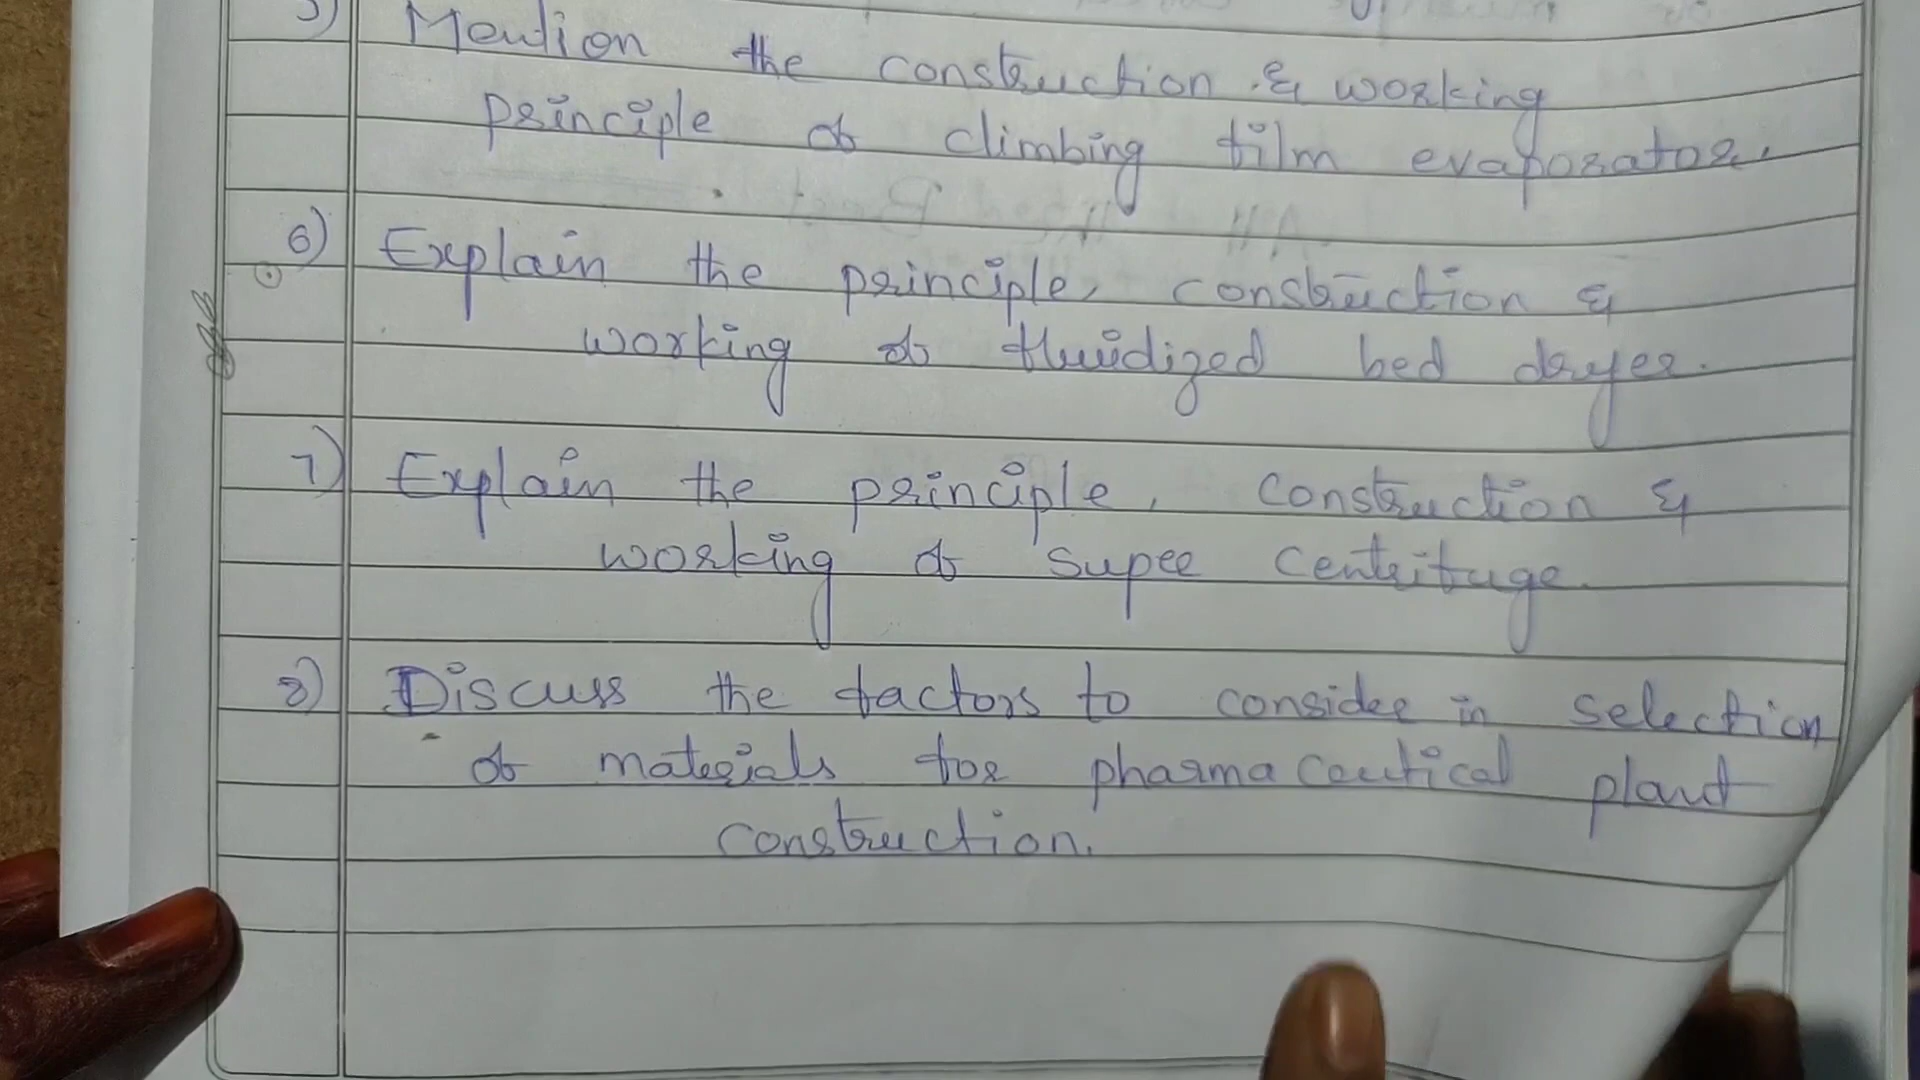 5) Mention the construction & working
principle of climbing film evaporator.
6) Explain the principle, construction &
working of fluidized bed dryer.
7) Explain the principle, construction &
working of super centrifuge.
8) Discuss the factors to consider in selection
of materials for pharmaceutical plant
construction.